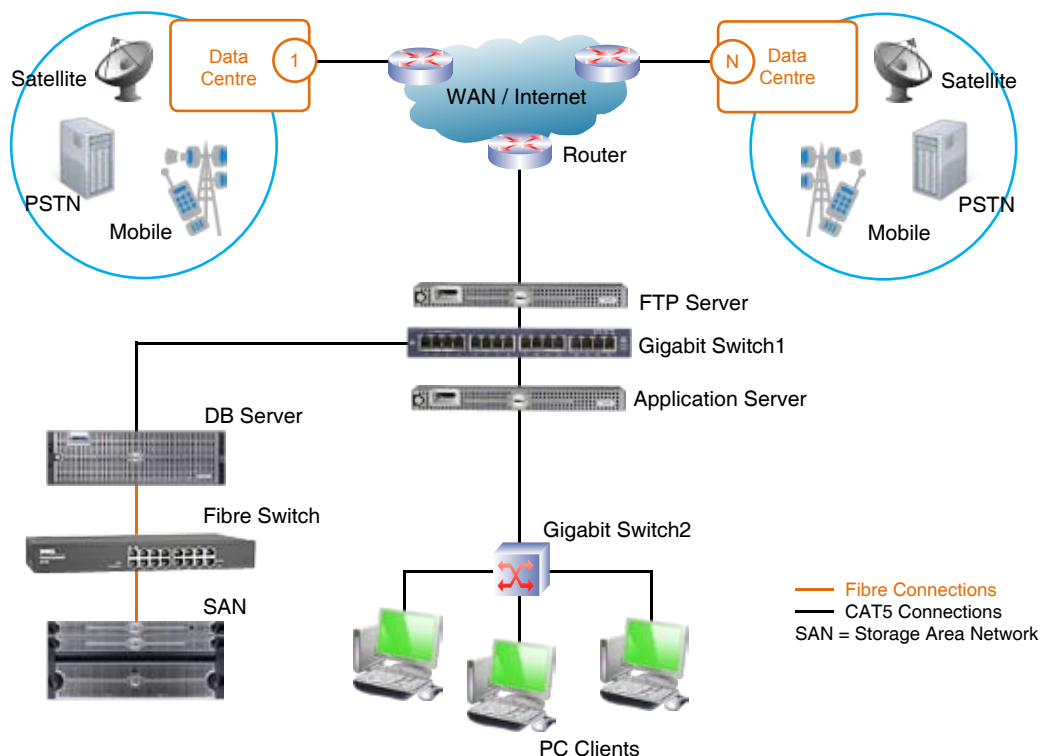 Data
Centre
1
Satellite
PSTN
Mobile
WAN / Internet
Router
N
Data
Centre
Satellite
PSTN
Mobile
FTP Server
Gigabit Switch1
Application Server
DB Server
Fibre Switch
SAN
Gigabit Switch2
PC Clients
Fibre Connections
CAT5 Connections
SAN = Storage Area Network